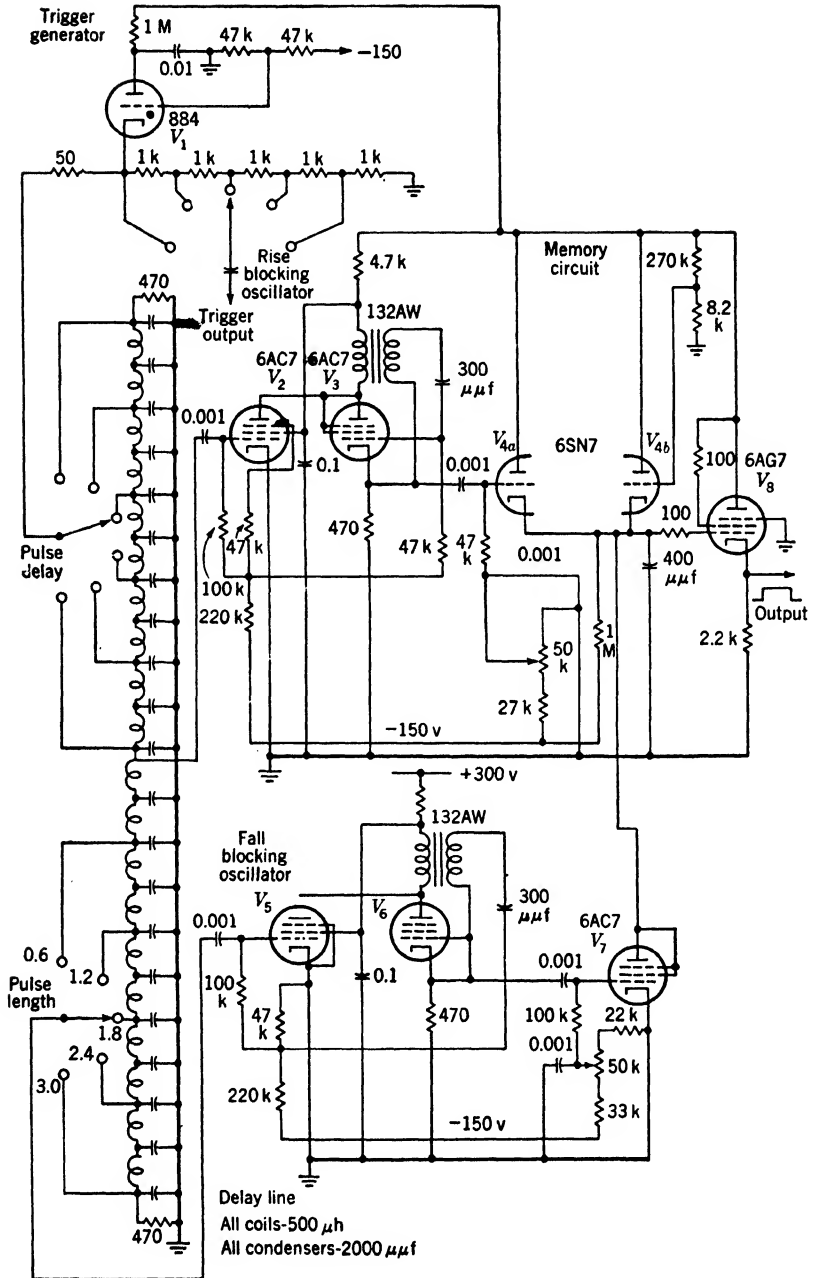 Trigger
generator
1 M
0.01
47 k
47 k
−150
884
V₁
50
1 k
1 k
1 k
1 k
1 k
Rise
blocking
oscillator
Trigger
output
470
Pulse
delay
4.7 k
132AW
6AC7
V₂
6AC7
V₃
300
μμf
0.001
0.1
100 k
47 k
220 k
470
47 k
0.001
47
k
Memory
circuit
270 k
8.2
k
V₄ₐ
6SN7
V₄b
0.001
100
6AG7
V₈
100
400
μμf
Output
2.2 k
1
M
50
k
27 k
−150 v
+300 v
132AW
Fall
blocking
oscillator
V₅
V₆
300
μμf
0.001
0.1
100
k
47
k
220 k
470
0.001
6AC7
V₇
100 k
22 k
0.001
50 k
33 k
−150 v
0.6
1.2
Pulse
length
1.8
2.4
3.0
470
Delay line
All coils-500 μh
All condensers-2000 μμf